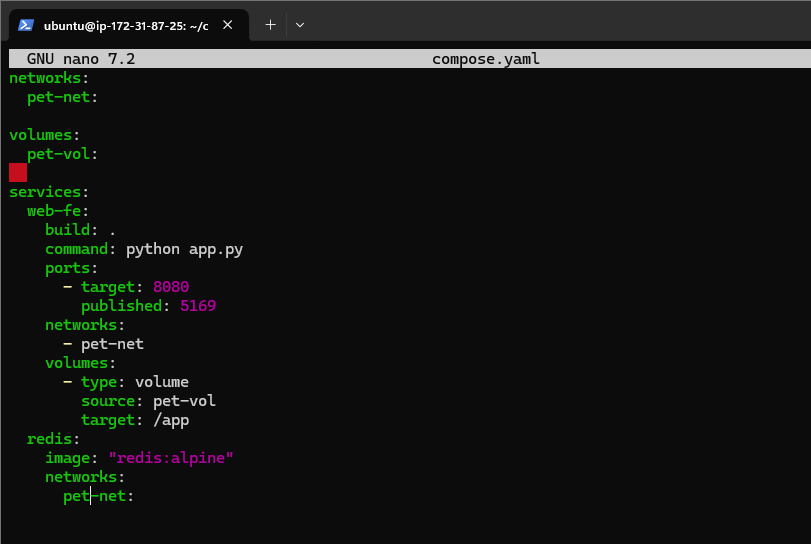 ubuntu@ip-172-31-87-25: ~/c
GNU nano 7.2 compose.yaml
networks:
  pet-net:

volumes:
  pet-vol:

services:
  web-fe:
    build: .
    command: python app.py
    ports:
      - target: 8080
        published: 5169
    networks:
      - pet-net
    volumes:
      - type: volume
        source: pet-vol
        target: /app
  redis:
    image: "redis:alpine"
    networks:
      pet-net: